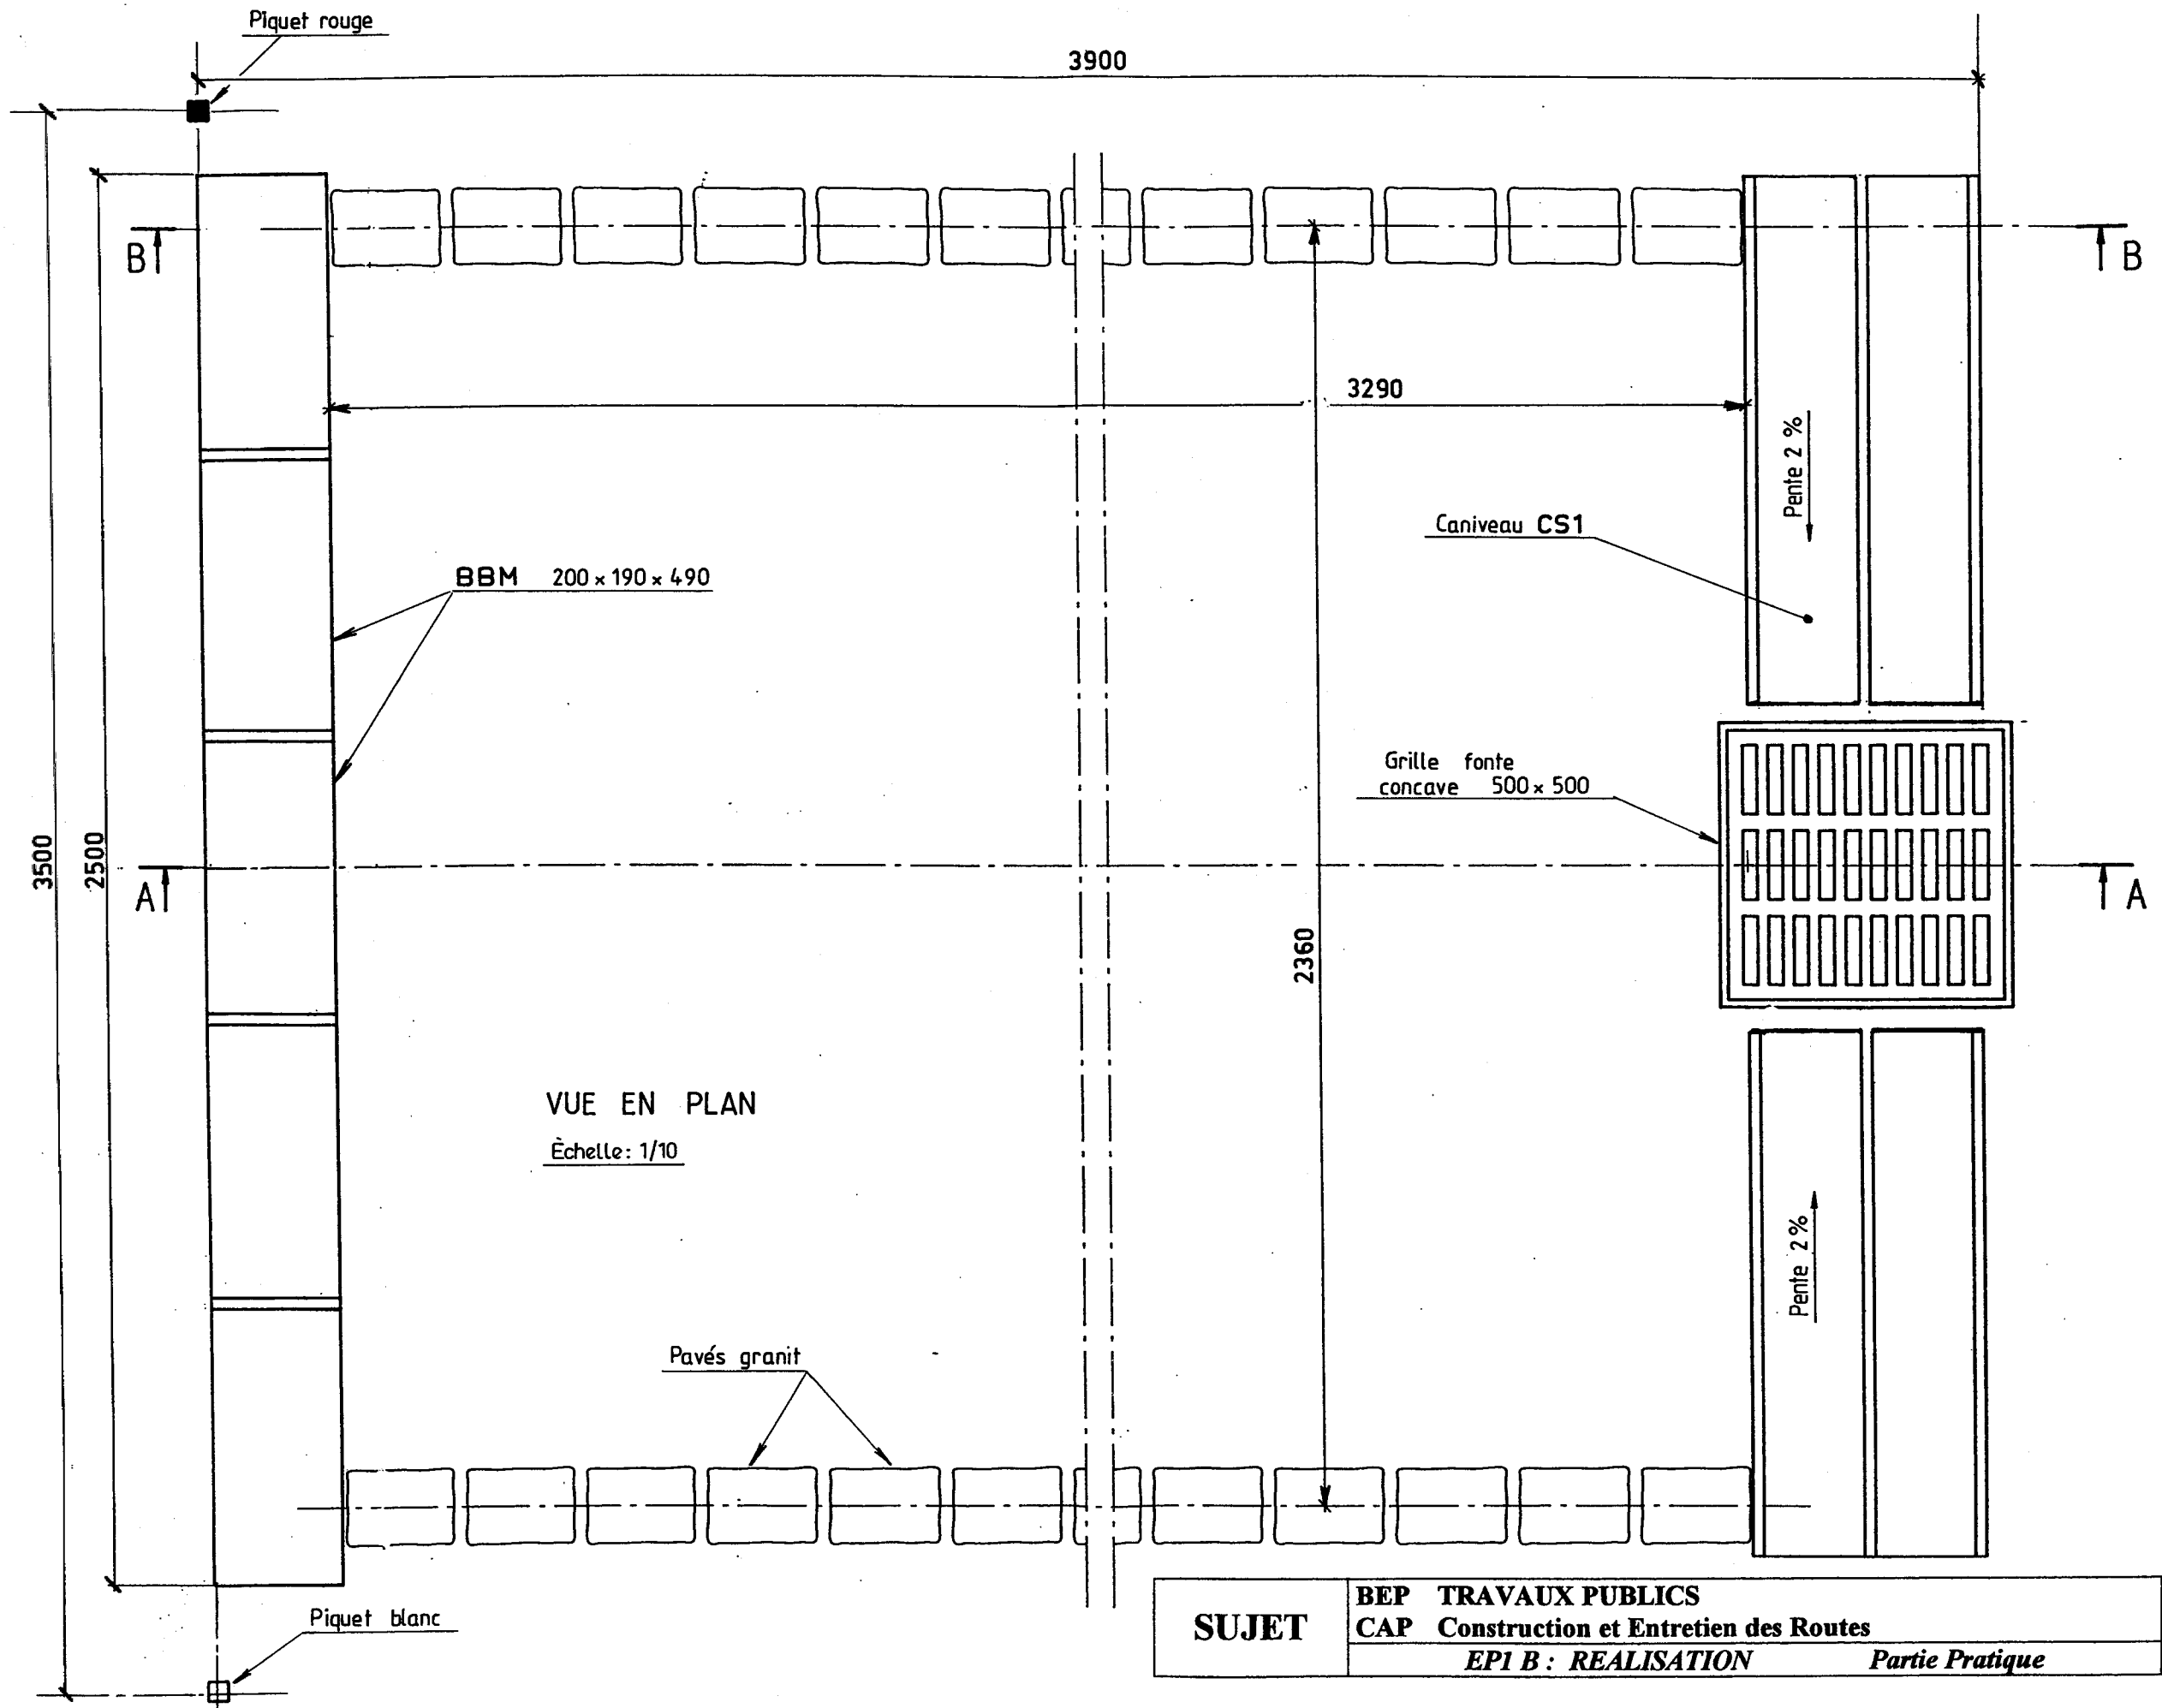 Piquet rouge
3900
B
B
3290
Pente 2 %
Caniveau CS1
BBM 200 × 190 × 490
Grille fonte
concave 500 × 500
3500
2500
A
A
2360
VUE EN PLAN
Èchelle: 1/10
Pente 2 %
Pavés granit
Piquet blanc
SUJET
BEP TRAVAUX PUBLICS
CAP Construction et Entretien des Routes
EP1 B : REALISATION Partie Pratique